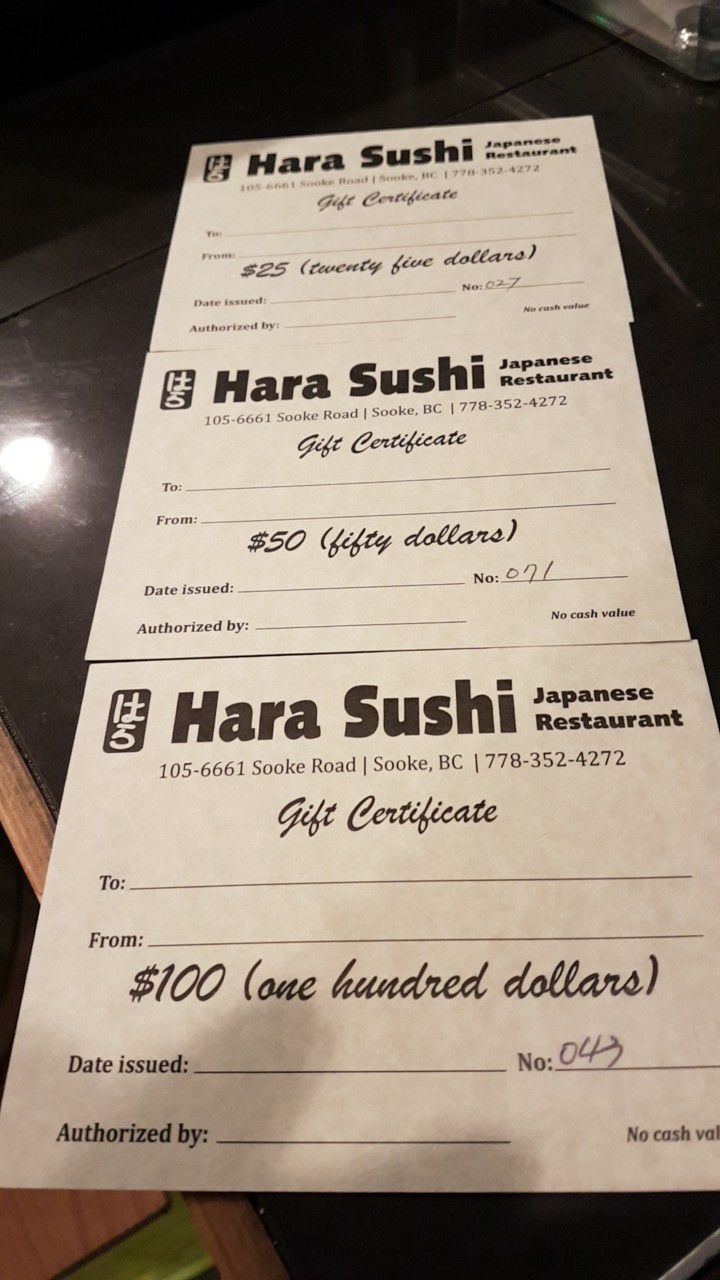 はら Hara Sushi Japanese Restaurant
105-6661 Sooke Road | Sooke, BC | 778-352-4272
Gift Certificate
To:
From:
$25 (twenty five dollars)
Date issued: No: 027
Authorized by: No cash value
はら Hara Sushi Japanese Restaurant
105-6661 Sooke Road | Sooke, BC | 778-352-4272
Gift Certificate
To:
From:
$50 (fifty dollars)
Date issued: No: 071
Authorized by: No cash value
はら Hara Sushi Japanese Restaurant
105-6661 Sooke Road | Sooke, BC | 778-352-4272
Gift Certificate
To:
From:
$100 (one hundred dollars)
Date issued: No: 043
Authorized by: No cash val